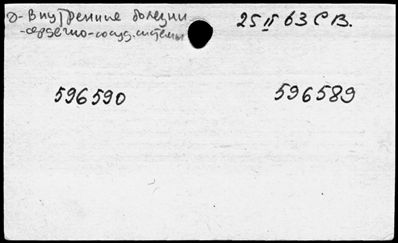 Внутренние болезни
-сердечно-сосуд. системы
25 II 63 СВ.
596590
596589